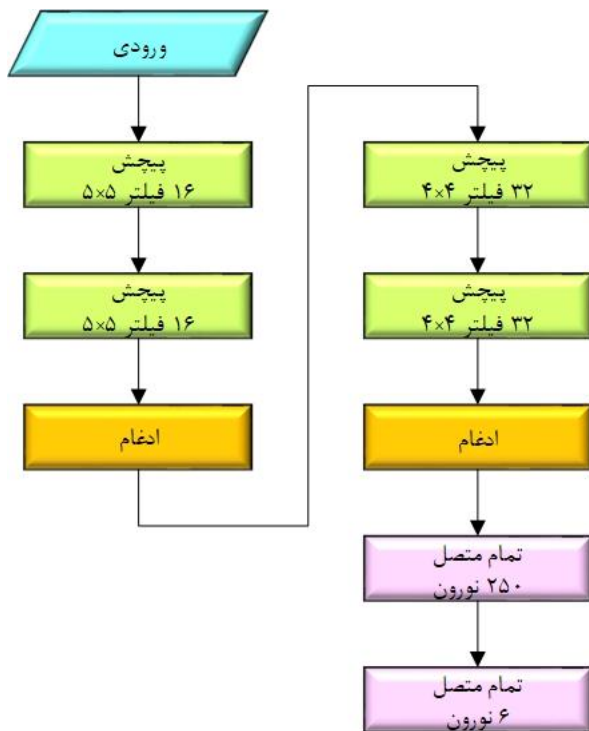 ورودی
پیچش
۱۶ فیلتر ۵×۵
پیچش
۱۶ فیلتر ۵×۵
ادغام
پیچش
۳۲ فیلتر ۴×۴
پیچش
۳۲ فیلتر ۴×۴
ادغام
تمام متصل
۲۵۰ نورون
تمام متصل
۶ نورون